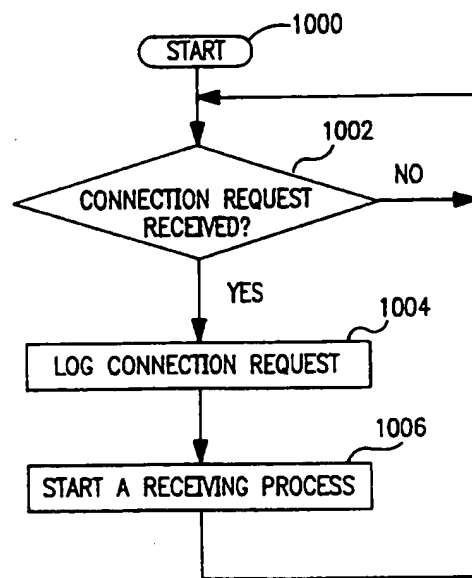 1000
START
1002
CONNECTION REQUEST
RECEIVED?
NO
YES
1004
LOG CONNECTION REQUEST
1006
START A RECEIVING PROCESS